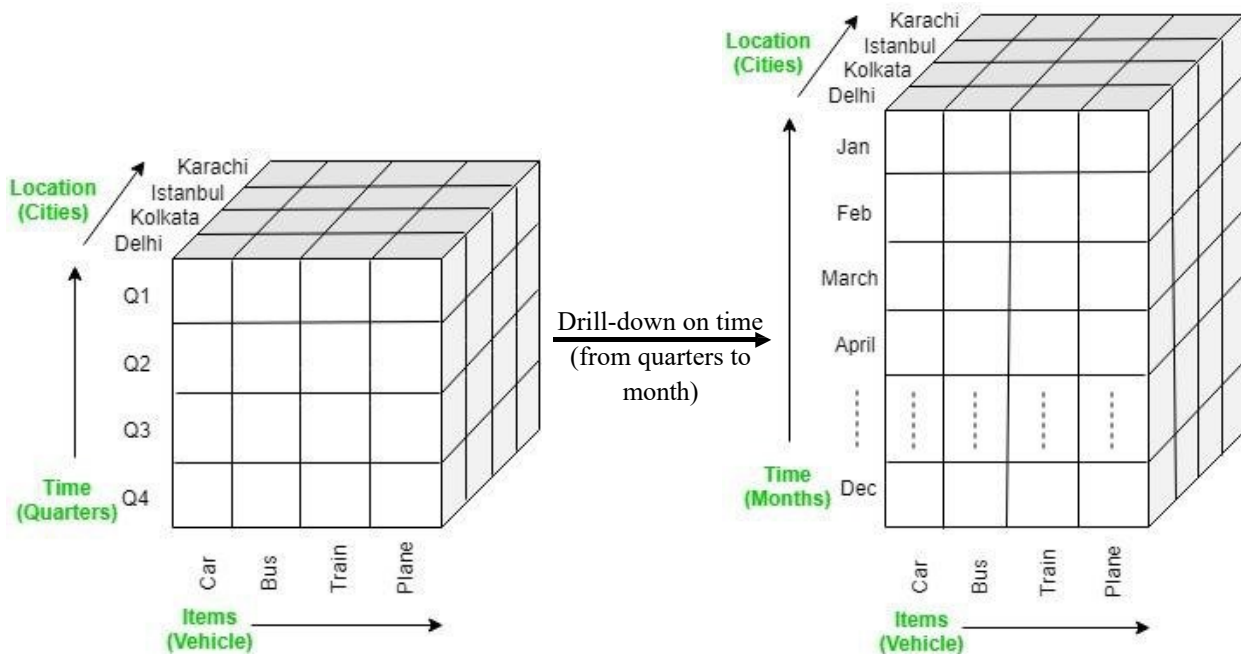 Karachi
Istanbul
Kolkata
Delhi
Location
(Cities)
Q1
Q2
Q3
Q4
Time
(Quarters)
Car
Bus
Train
Plane
Items
(Vehicle)
Drill-down on time
(from quarters to
month)
Karachi
Istanbul
Kolkata
Delhi
Location
(Cities)
Jan
Feb
March
April
Dec
Time
(Months)
Car
Bus
Train
Plane
Items
(Vehicle)